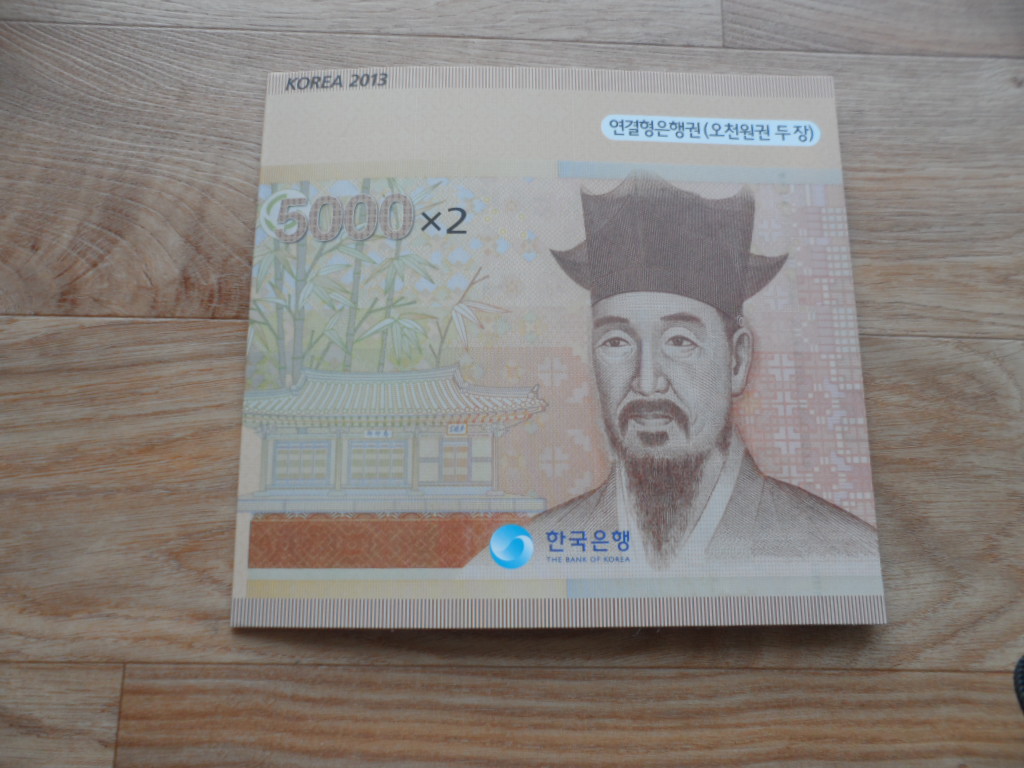 KOREA 2013
연결형은행권(오천원권 두 장)
5000×2
한국은행
THE BANK OF KOREA